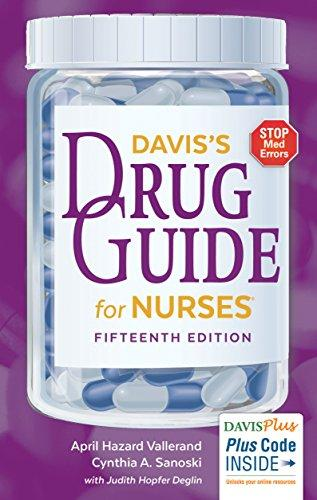 DAVIS'S
STOP
Med
Errors
DRUG
GUIDE
for NURSES®
FIFTEENTH EDITION
April Hazard Vallerand
Cynthia A. Sanoski
with Judith Hopfer Deglin
DAVISPlus
Plus Code
INSIDE
Unlocks your online resources